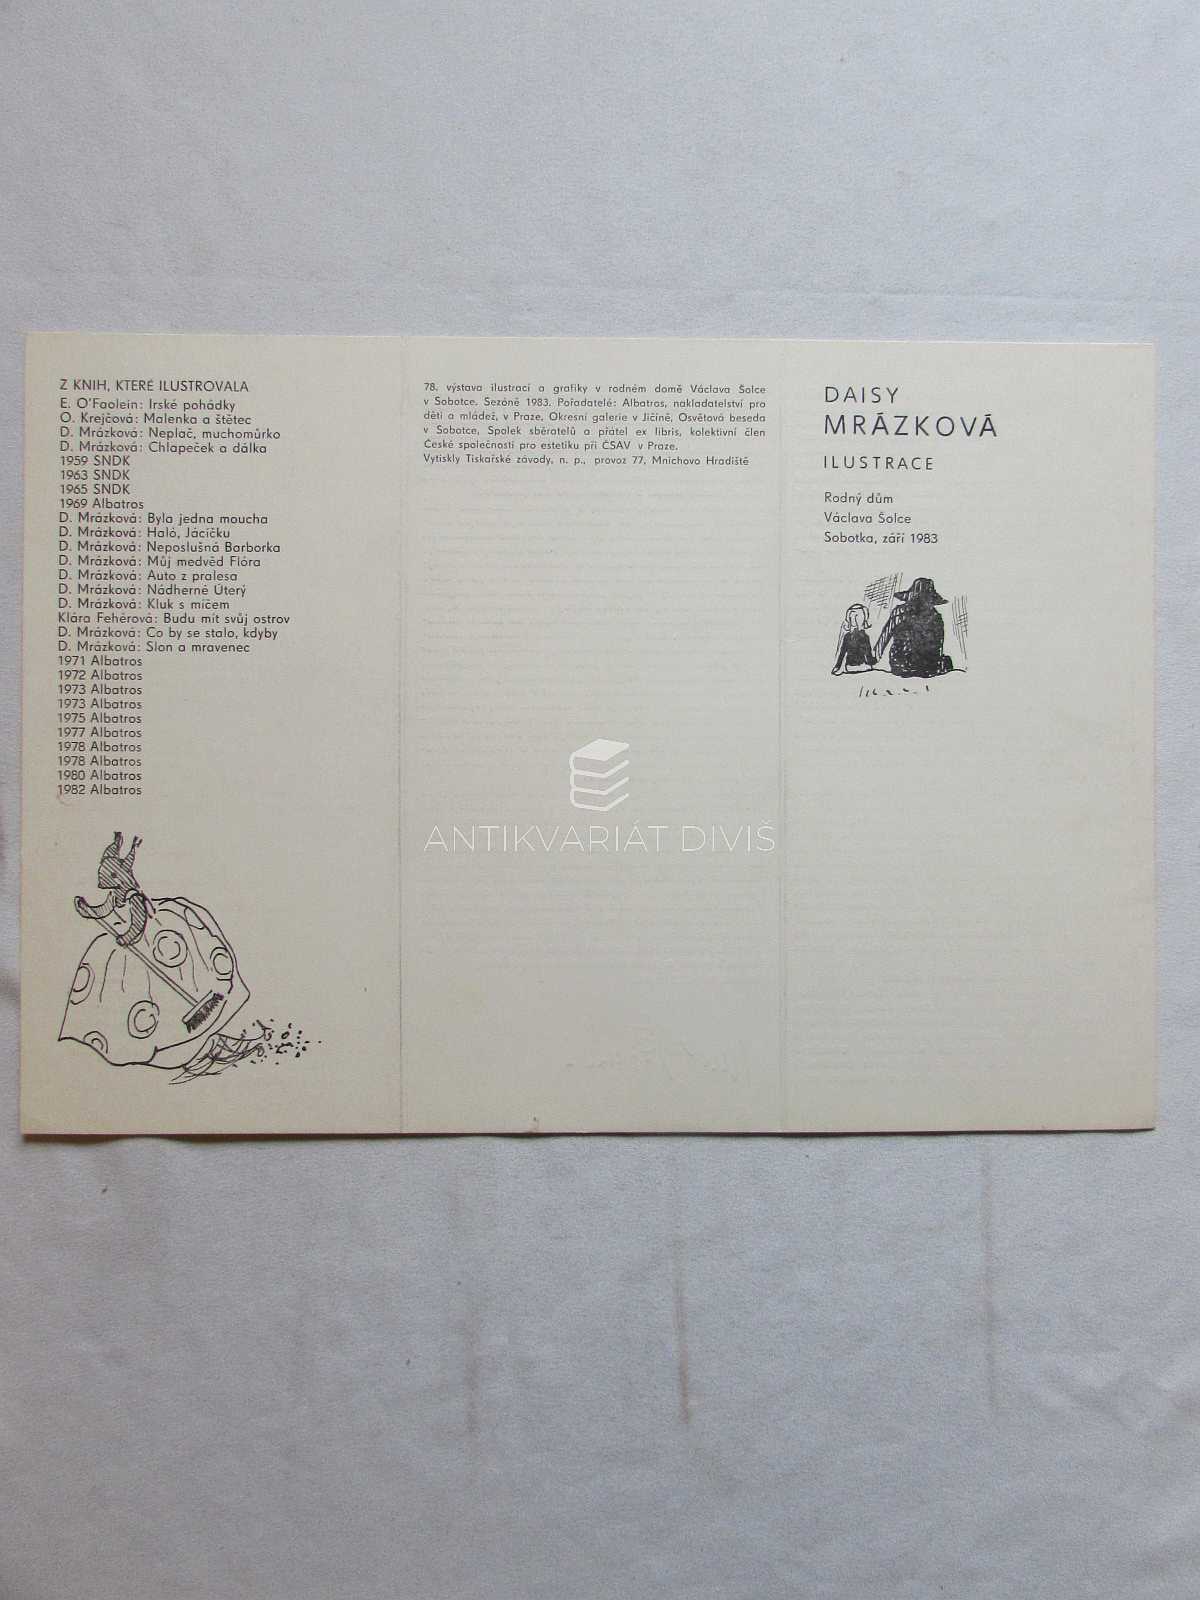 Z KNIH, KTERÉ ILUSTROVALA
E. O'Faolein: Irské pohádky
O. Krejčová: Malenka a štětec
D. Mrázková: Neplač, muchomůrko
D. Mrázková: Chlapeček a dálka
1959 SNDK
1963 SNDK
1965 SNDK
1969 Albatros
D. Mrázková: Byla jedna moucha
D. Mrázková: Haló, Jácíčku
D. Mrázková: Neposlušná Barborka
D. Mrázková: Můj medvěd Flóra
D. Mrázková: Auto z pralesa
D. Mrázková: Nádherné Úterý
D. Mrázková: Kluk s míčem
Klára Fehérová: Budu mít svůj ostrov
D. Mrázková: Co by se stalo, kdyby
D. Mrázková: Slon a mravenec
1971 Albatros
1972 Albatros
1973 Albatros
1973 Albatros
1975 Albatros
1977 Albatros
1978 Albatros
1978 Albatros
1980 Albatros
1982 Albatros
78. výstava ilustrací a grafiky v rodném domě Václava Šolce
v Sobotce. Sezóně 1983. Pořadatelé: Albatros, nakladatelství pro
děti a mládež, v Praze, Okresní galerie v Jičíně, Osvětová beseda
v Sobotce, Spolek sběratelů a přátel ex libris, kolektivní člen
České společnosti pro estetiku při ČSAV v Praze.
Vytiskly Tiskařské závody, n. p., provoz 77, Mnichovo Hradiště
DAISY
MRÁZKOVÁ
ILUSTRACE
Rodný dům
Václava Šolce
Sobotka, září 1983
ANTIKVARIÁT DIVIŠ